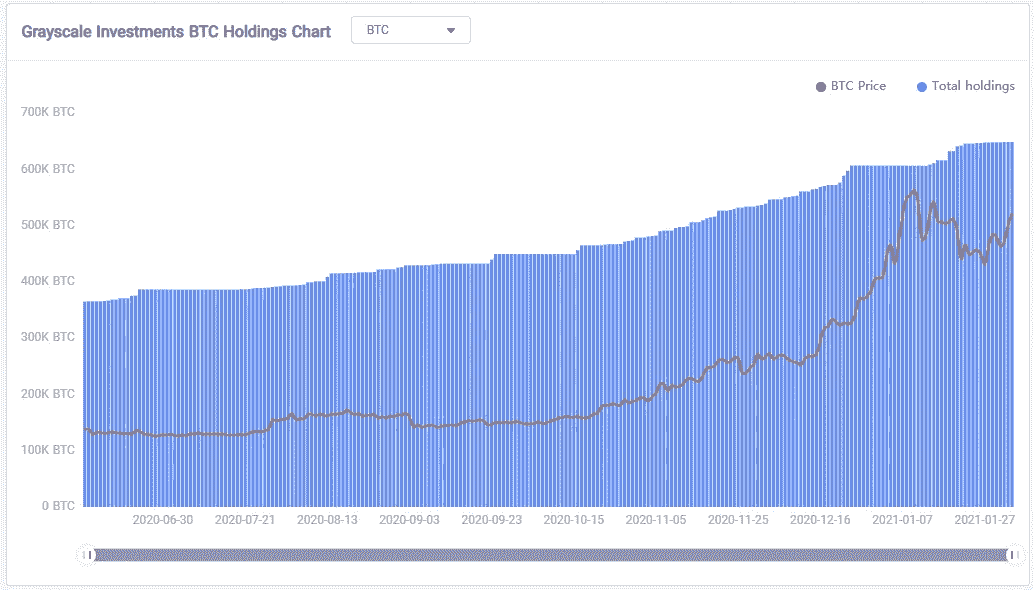 Grayscale Investments BTC Holdings Chart
BTC
BTC Price
Total holdings
700K BTC
600K BTC
500K BTC
400K BTC
300K BTC
200K BTC
100K BTC
0 BTC
2020-06-30 2020-07-21 2020-08-13 2020-09-03 2020-09-23 2020-10-15 2020-11-05 2020-11-25 2020-12-16 2021-01-07 2021-01-27